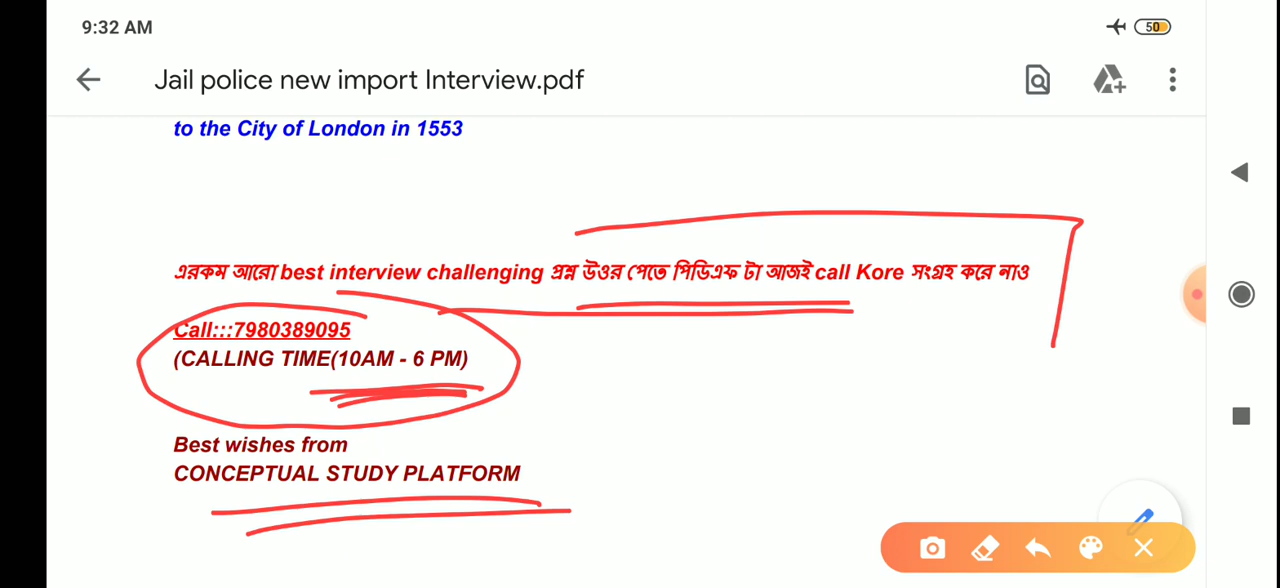 9:32 AM
50
Jail police new import Interview.pdf
to the City of London in 1553
এরকম আরো best interview challenging প্রশ্ন উওর পেতে পিডিএফ টা আজই call Kore সংগ্রহ করে নাও
Call:::7980389095
(CALLING TIME(10AM - 6 PM)
Best wishes from
CONCEPTUAL STUDY PLATFORM